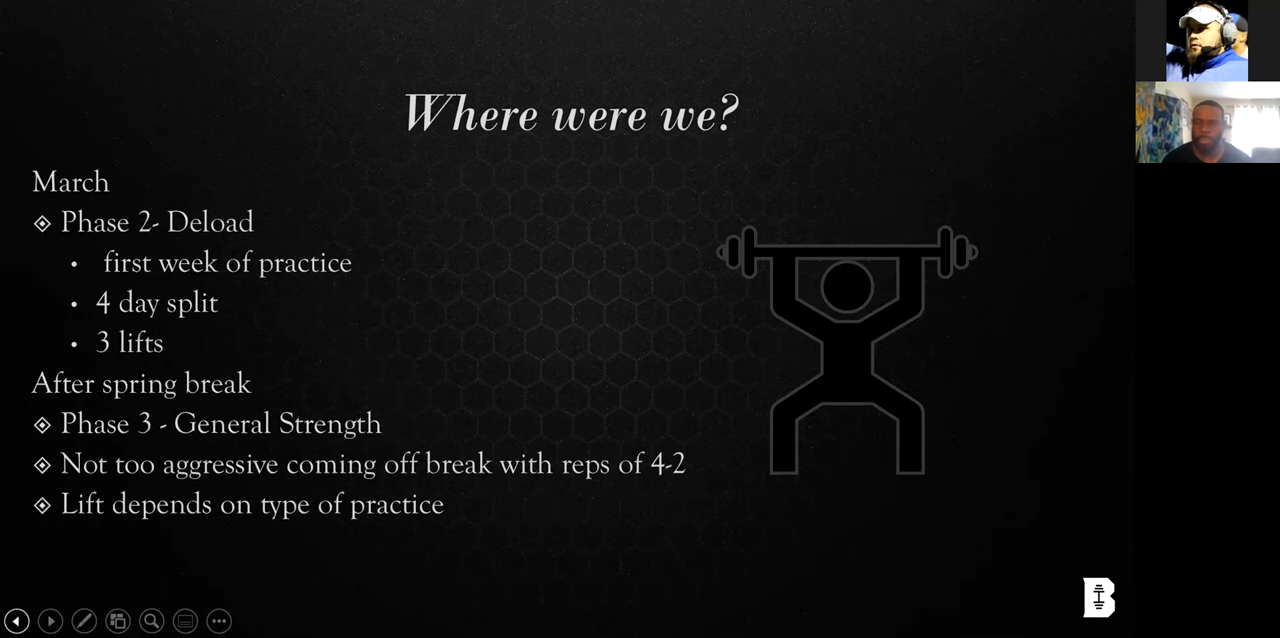 Where were we?
March
Phase 2- Deload
first week of practice
4 day split
3 lifts
After spring break
Phase 3 - General Strength
Not too aggressive coming off break with reps of 4-2
Lift depends on type of practice
B